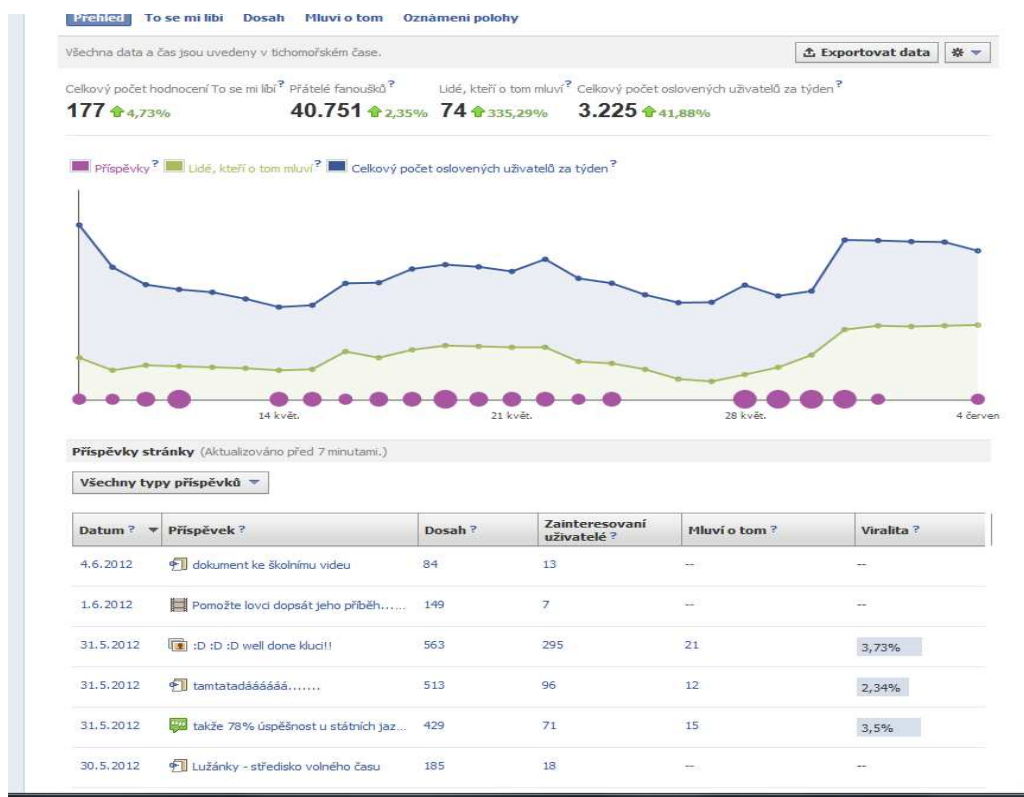 Přehled To se mi líbí Dosah Mluví o tom Oznámení polohy
Všechna data a čas jsou uvedeny v tichomořském čase. Exportovat data
Celkový počet hodnocení To se mi líbí? Přátelé fanoušků? Lidé, kteří o tom mluví? Celkový počet oslovených uživatelů za týden?
177 4,73% 40.751 2,35% 74 335,29% 3.225 41,88%
Příspěvky? Lidé, kteří o tom mluví? Celkový počet oslovených uživatelů za týden?
14 květ. 21 květ. 28 květ. 4 červen
Příspěvky stránky (Aktualizováno před 7 minutami.)
Všechny typy příspěvků
Datum? Příspěvek? Dosah? Zainteresovaní uživatelé? Mluví o tom? Viralita?
4.6.2012 dokument ke školnímu videu 84 13 -- --
1.6.2012 Pomožte lovci dopsát jeho příběh...... 149 7 -- --
31.5.2012 :D :D :D well done kluci!! 563 295 21 3,73%
31.5.2012 tamtatadáááááá....... 513 96 12 2,34%
31.5.2012 takže 78% úspěšnost u státních jaz... 429 71 15 3,5%
30.5.2012 Lužánky - středisko volného času 185 18 -- --